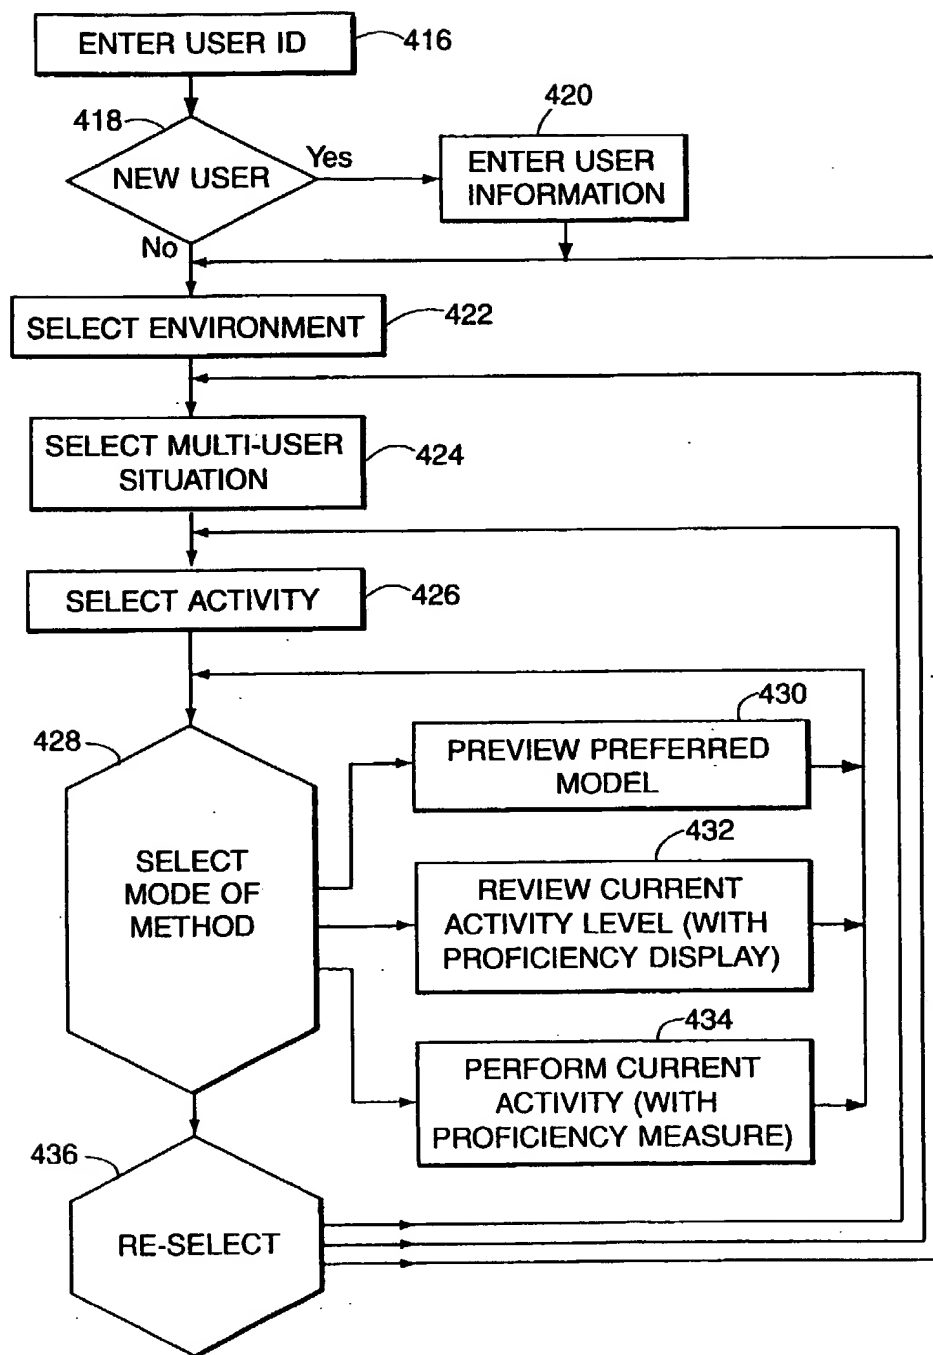 ENTER USER ID
416
418
NEW USER
Yes
No
420
ENTER USER
INFORMATION
SELECT ENVIRONMENT
422
SELECT MULTI-USER
SITUATION
424
SELECT ACTIVITY
426
428
SELECT
MODE OF
METHOD
430
PREVIEW PREFERRED
MODEL
432
REVIEW CURRENT
ACTIVITY LEVEL (WITH
PROFICIENCY DISPLAY)
434
PERFORM CURRENT
ACTIVITY (WITH
PROFICIENCY MEASURE)
436
RE-SELECT